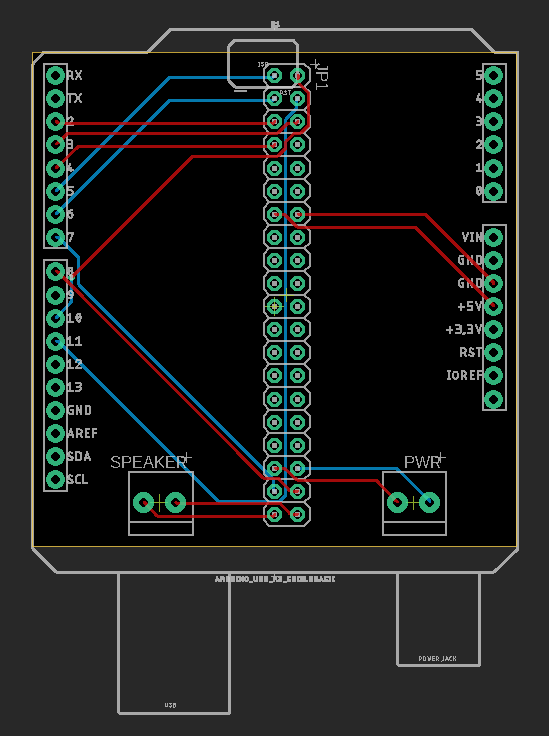 ISP
RST
JP1
RX
TX
2
3
4
5
6
7
8
9
10
11
12
13
GND
AREF
SDA
SCL
5
4
3
2
1
0
VIN
GND
GND
+5V
+3.3V
RST
IOREF
SPEAKER
PWR
USB
POWER JACK